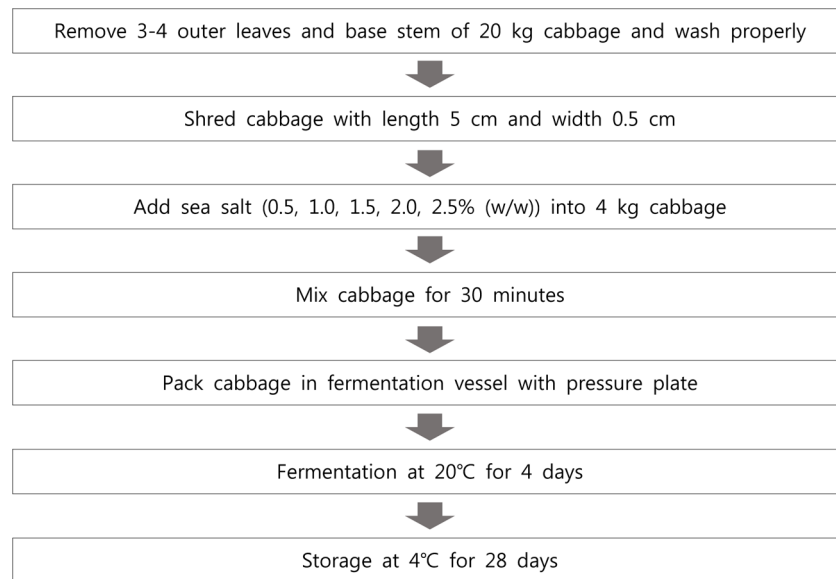 Remove 3-4 outer leaves and base stem of 20 kg cabbage and wash properly
Shred cabbage with length 5 cm and width 0.5 cm
Add sea salt (0.5, 1.0, 1.5, 2.0, 2.5% (w/w)) into 4 kg cabbage
Mix cabbage for 30 minutes
Pack cabbage in fermentation vessel with pressure plate
Fermentation at 20℃ for 4 days
Storage at 4℃ for 28 days